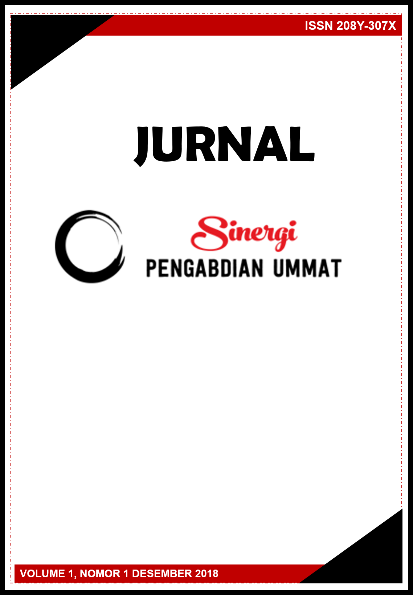 ISSN 208Y-307X
JURNAL
Sinergi
PENGABDIAN UMMAT
VOLUME 1, NOMOR 1 DESEMBER 2018